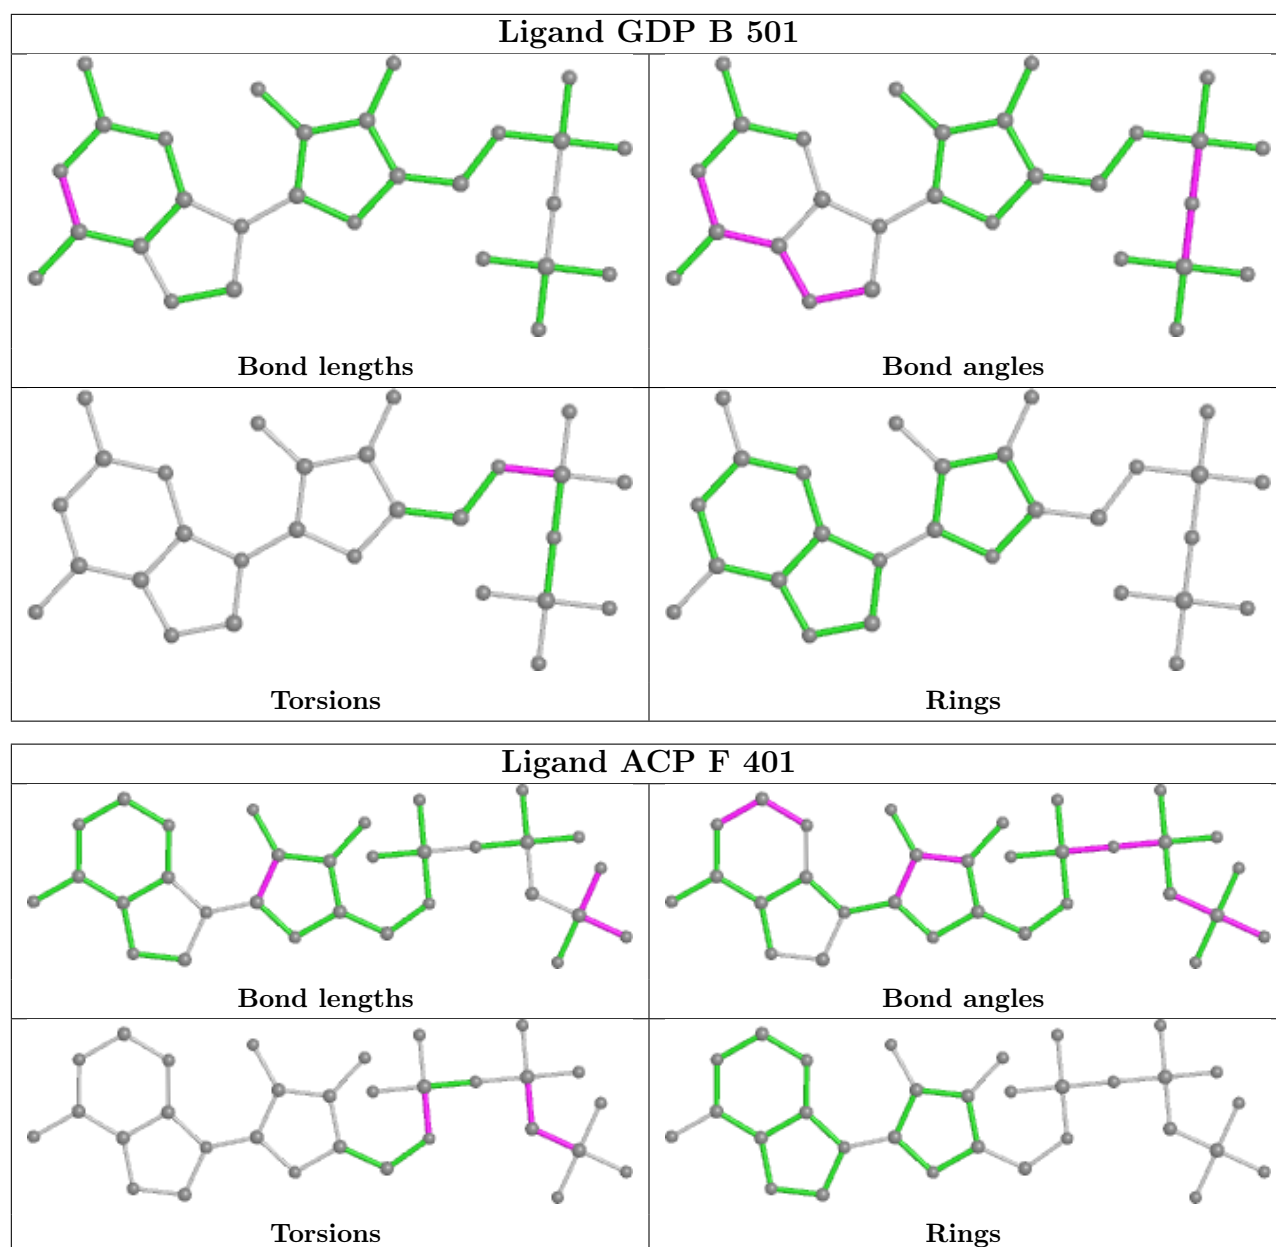 Ligand GDP B 501
Bond lengths
Bond angles
Torsions
Rings
Ligand ACP F 401
Bond lengths
Bond angles
Torsions
Rings